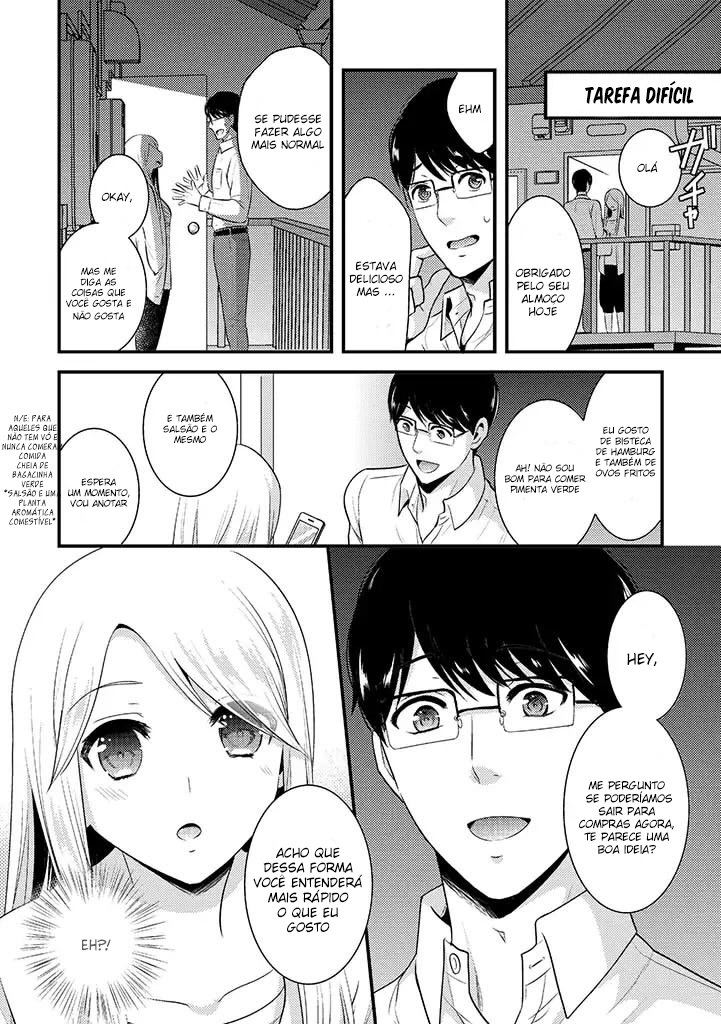 TAREFA DIFÍCIL
OLÁ
ガチャ
OBRIGADO
PELO SEU
ALMOÇO
HOJE
EHM
ESTAVA
DELICIOSO
MAS ...
SE PUDESSE
FAZER ALGO
MAIS NORMAL
OKAY,
MAS ME
DIGA AS
COISAS QUE
VOCÊ GOSTA E
NÃO GOSTA
EU GOSTO
DE BISTECA
DE HAMBURG
E TAMBÉM DE
OVOS FRITOS
AH! NÃO SOU
BOM PARA COMER
PIMENTA VERDE
E TAMBÉM
SALSÃO E O
MESMO
ESPERA
UM MOMENTO,
VOU ANOTAR
N/E: PARA
AQUELES QUE
NÃO TEM VÓ E
NUNCA COMERAM
COMIDA
CHEIA DE
BAGACINHA
VERDE
"SALSÃO E UMA
PLANTA
AROMÁTICA
COMESTÍVEL"
HEY,
ME PERGUNTO
SE PODERÍAMOS
SAIR PARA
COMPRAS AGORA,
TE PARECE UMA
BOA IDEIA?
ACHO QUE
DESSA FORMA
VOCÊ ENTENDERÁ
MAIS RÁPIDO
O QUE EU
GOSTO
EH?!